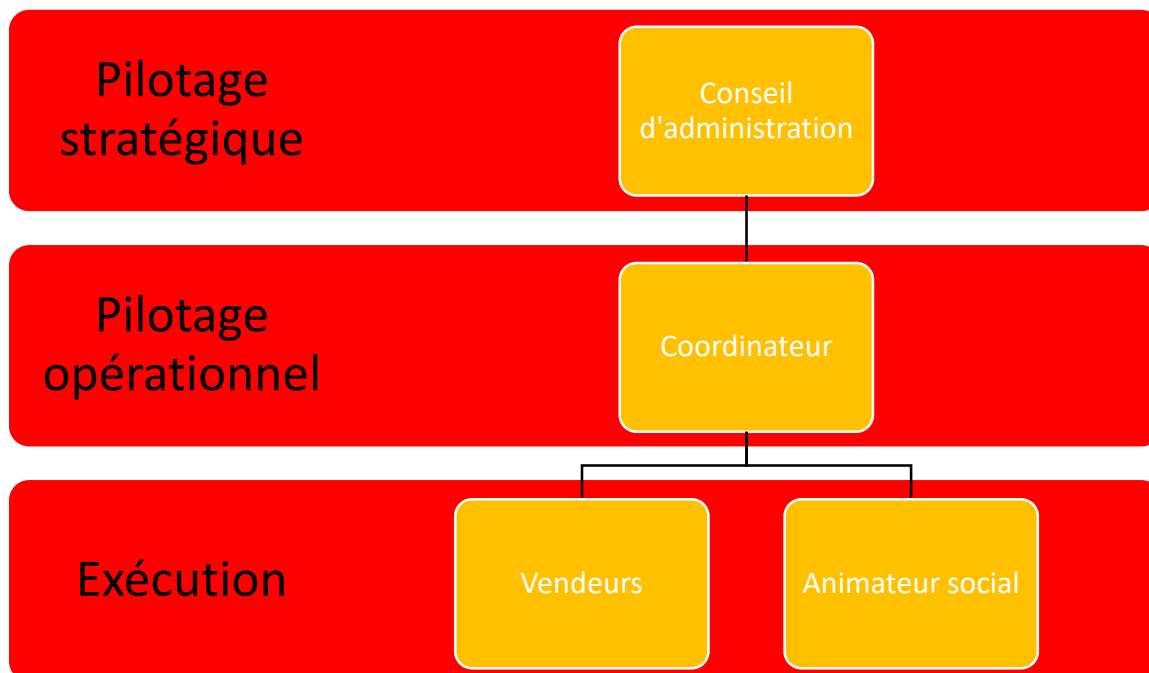 Pilotage
stratégique
Conseil
d'administration
Pilotage
opérationnel
Coordinateur
Exécution
Vendeurs
Animateur social